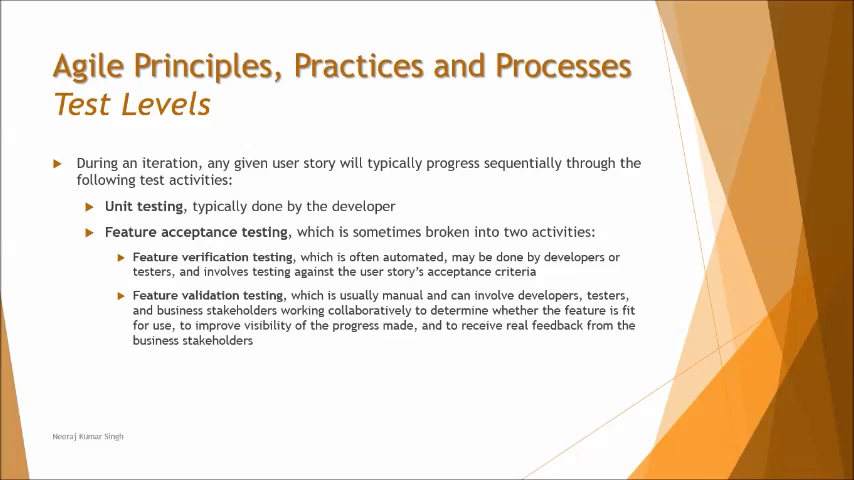 Agile Principles, Practices and Processes
Test Levels
During an iteration, any given user story will typically progress sequentially through the
following test activities:
Unit testing, typically done by the developer
Feature acceptance testing, which is sometimes broken into two activities:
Feature verification testing, which is often automated, may be done by developers or
testers, and involves testing against the user story's acceptance criteria
Feature validation testing, which is usually manual and can involve developers, testers,
and business stakeholders working collaboratively to determine whether the feature is fit
for use, to improve visibility of the progress made, and to receive real feedback from the
business stakeholders
Neeraj Kumar Singh